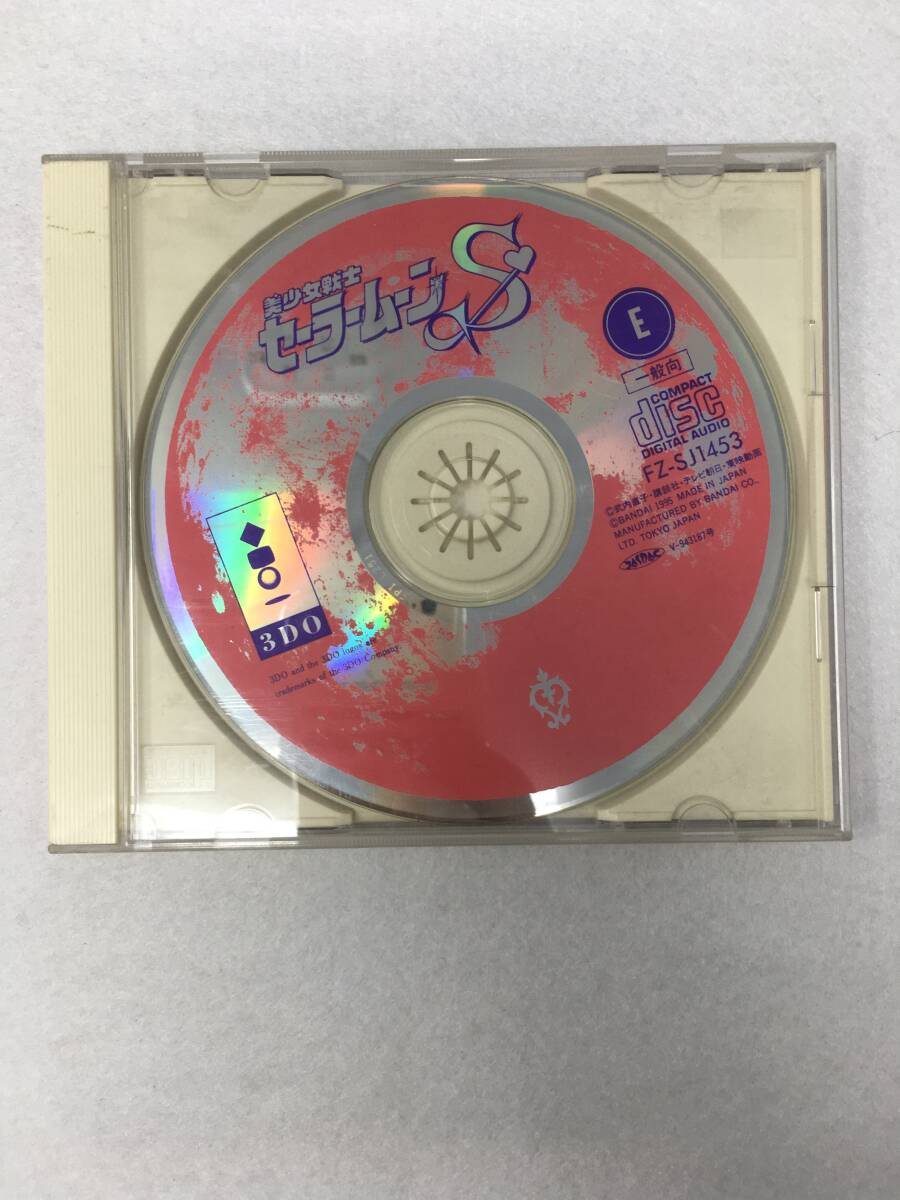 美少女戦士
セーラームーンS
E
一般向
COMPACT
disc
DIGITAL AUDIO
FZ-SJ1453
©武内直子・講談社・テレビ朝日・東映動画
©BANDAI 1995 MADE IN JAPAN
MANUFACTURED BY BANDAI CO.,
LTD. TOKYO JAPAN
JASRAC V-943187号
3DO
3DO and the 3DO logos are
trademarks of the 3DO Company.